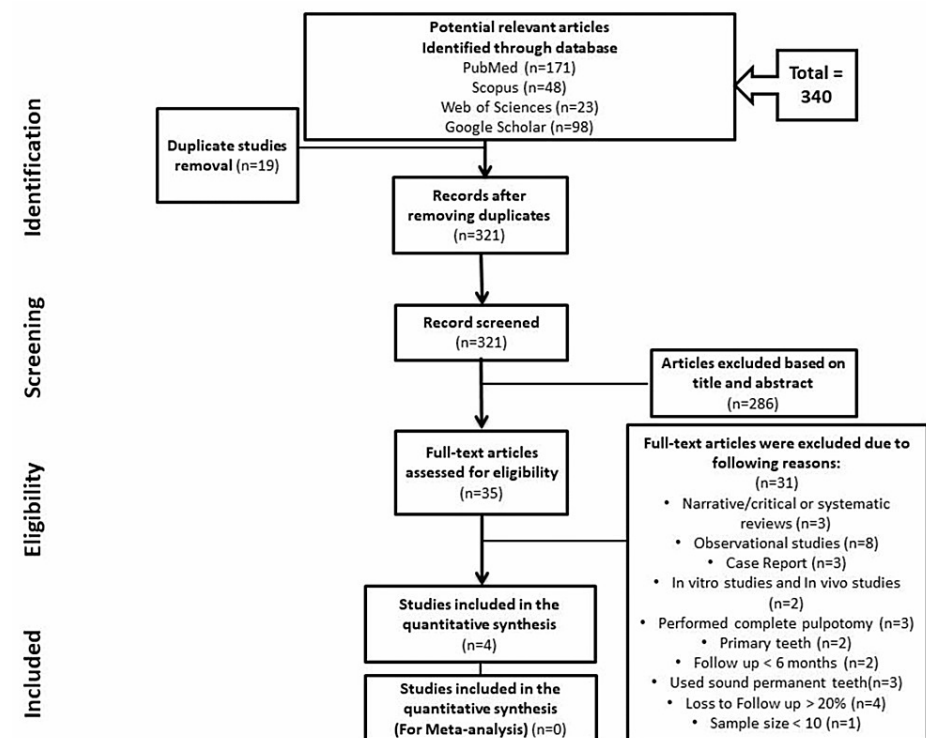 Potential relevant articles
Identified through database
PubMed (n=171)
Scopus (n=48)
Web of Sciences (n=23)
Google Scholar (n=98)
Total =
340
Identification
Duplicate studies
removal (n=19)
Records after
removing duplicates
(n=321)
Screening
Record screened
(n=321)
Articles excluded based on
title and abstract
(n=286)
Eligibility
Full-text articles
assessed for eligibility
(n=35)
Full-text articles were excluded due to
following reasons:
(n=31)
• Narrative/critical or systematic
reviews (n=3)
• Observational studies (n=8)
• Case Report (n=3)
• In vitro studies and In vivo studies
(n=2)
• Performed complete pulpotomy (n=3)
• Primary teeth (n=2)
• Follow up < 6 months (n=2)
• Used sound permanent teeth(n=3)
• Loss to Follow up > 20% (n=4)
• Sample size < 10 (n=1)
Included
Studies included in the
quantitative synthesis
(n=4)
Studies included in the
quantitative synthesis
(For Meta-analysis) (n=0)